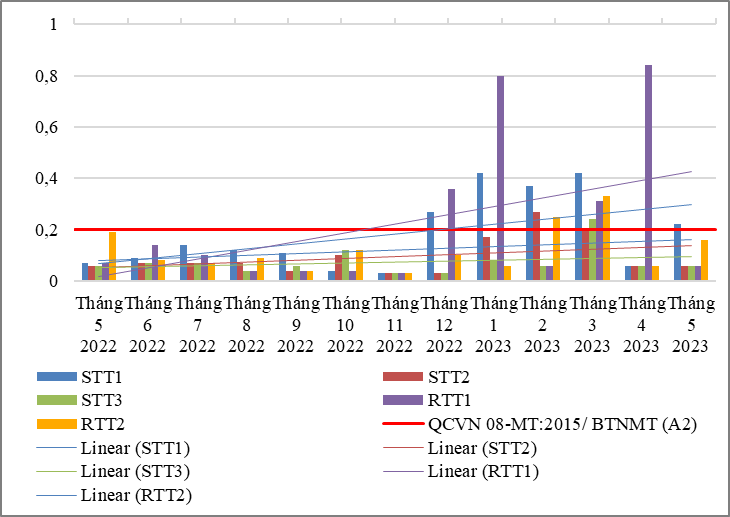 1
0,8
0,6
0,4
0,2
0
Tháng Tháng Tháng Tháng Tháng Tháng Tháng Tháng Tháng Tháng Tháng Tháng Tháng
5 6 7 8 9 10 11 12 1 2 3 4 5
2022 2022 2022 2022 2022 2022 2022 2022 2023 2023 2023 2023 2023
STT1 STT2
STT3 RTT1
RTT2 QCVN 08-MT:2015/ BTNMT (A2)
Linear (STT1) Linear (STT2)
Linear (STT3) Linear (RTT1)
Linear (RTT2)